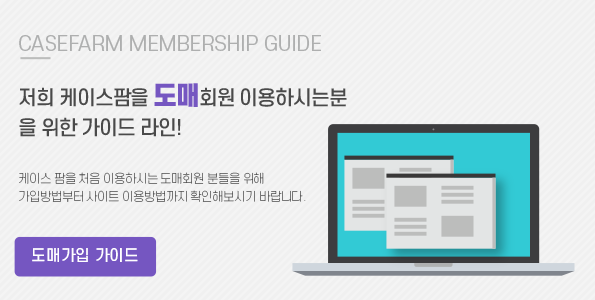 CASEFARM MEMBERSHIP GUIDE
저희 케이스팜을 도매회원 이용하시는분
을 위한 가이드 라인!
케이스 팜을 처음 이용하시는 도매회원 분들을 위해
가입방법부터 사이트 이용방법까지 확인해보시기 바랍니다.
도매가입 가이드